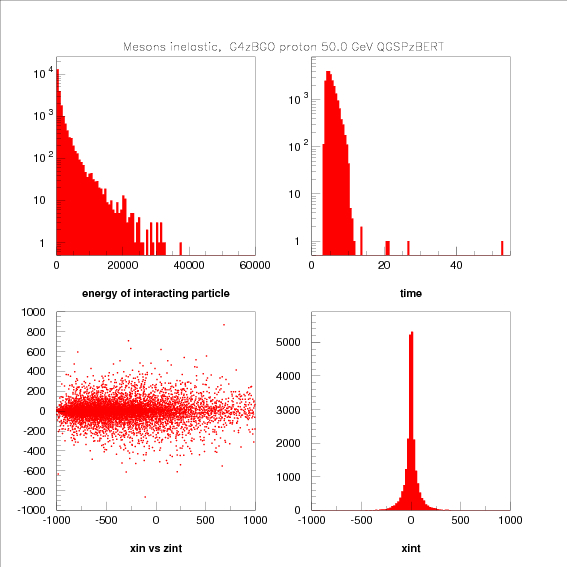 Mesons inelastic, G4zBGO proton 50.0 GeV QGSPzBERT
10 4
10 3
10 2
10
1
0 20000 40000 60000
energy of interacting particle
10 3
10 2
10
1
0 20 40
time
1000
800
600
400
200
0
-200
-400
-600
-800
-1000
-1000 -500 0 500 1000
xin vs zint
5000
4000
3000
2000
1000
0
-1000 -500 0 500 1000
xint